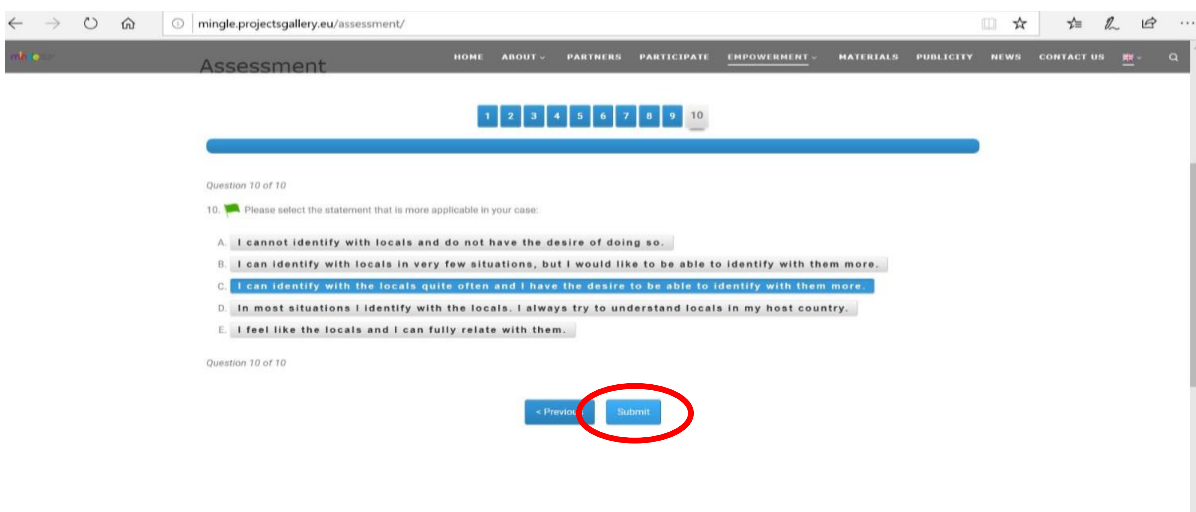 mingle.projectsgallery.eu/assessment/
HOME ABOUT PARTNERS PARTICIPATE EMPOWERMENT MATERIALS PUBLICITY NEWS CONTACT US
Assessment
1 2 3 4 5 6 7 8 9 10
Question 10 of 10
10. Please select the statement that is more applicable in your case:
A. I cannot identify with locals and do not have the desire of doing so.
B. I can identify with locals in very few situations, but I would like to be able to identify with them more.
C. I can identify with the locals quite often and I have the desire to be able to identify with them more.
D. In most situations I identify with the locals. I always try to understand locals in my host country.
E. I feel like the locals and I can fully relate with them.
Question 10 of 10
< Previous Submit